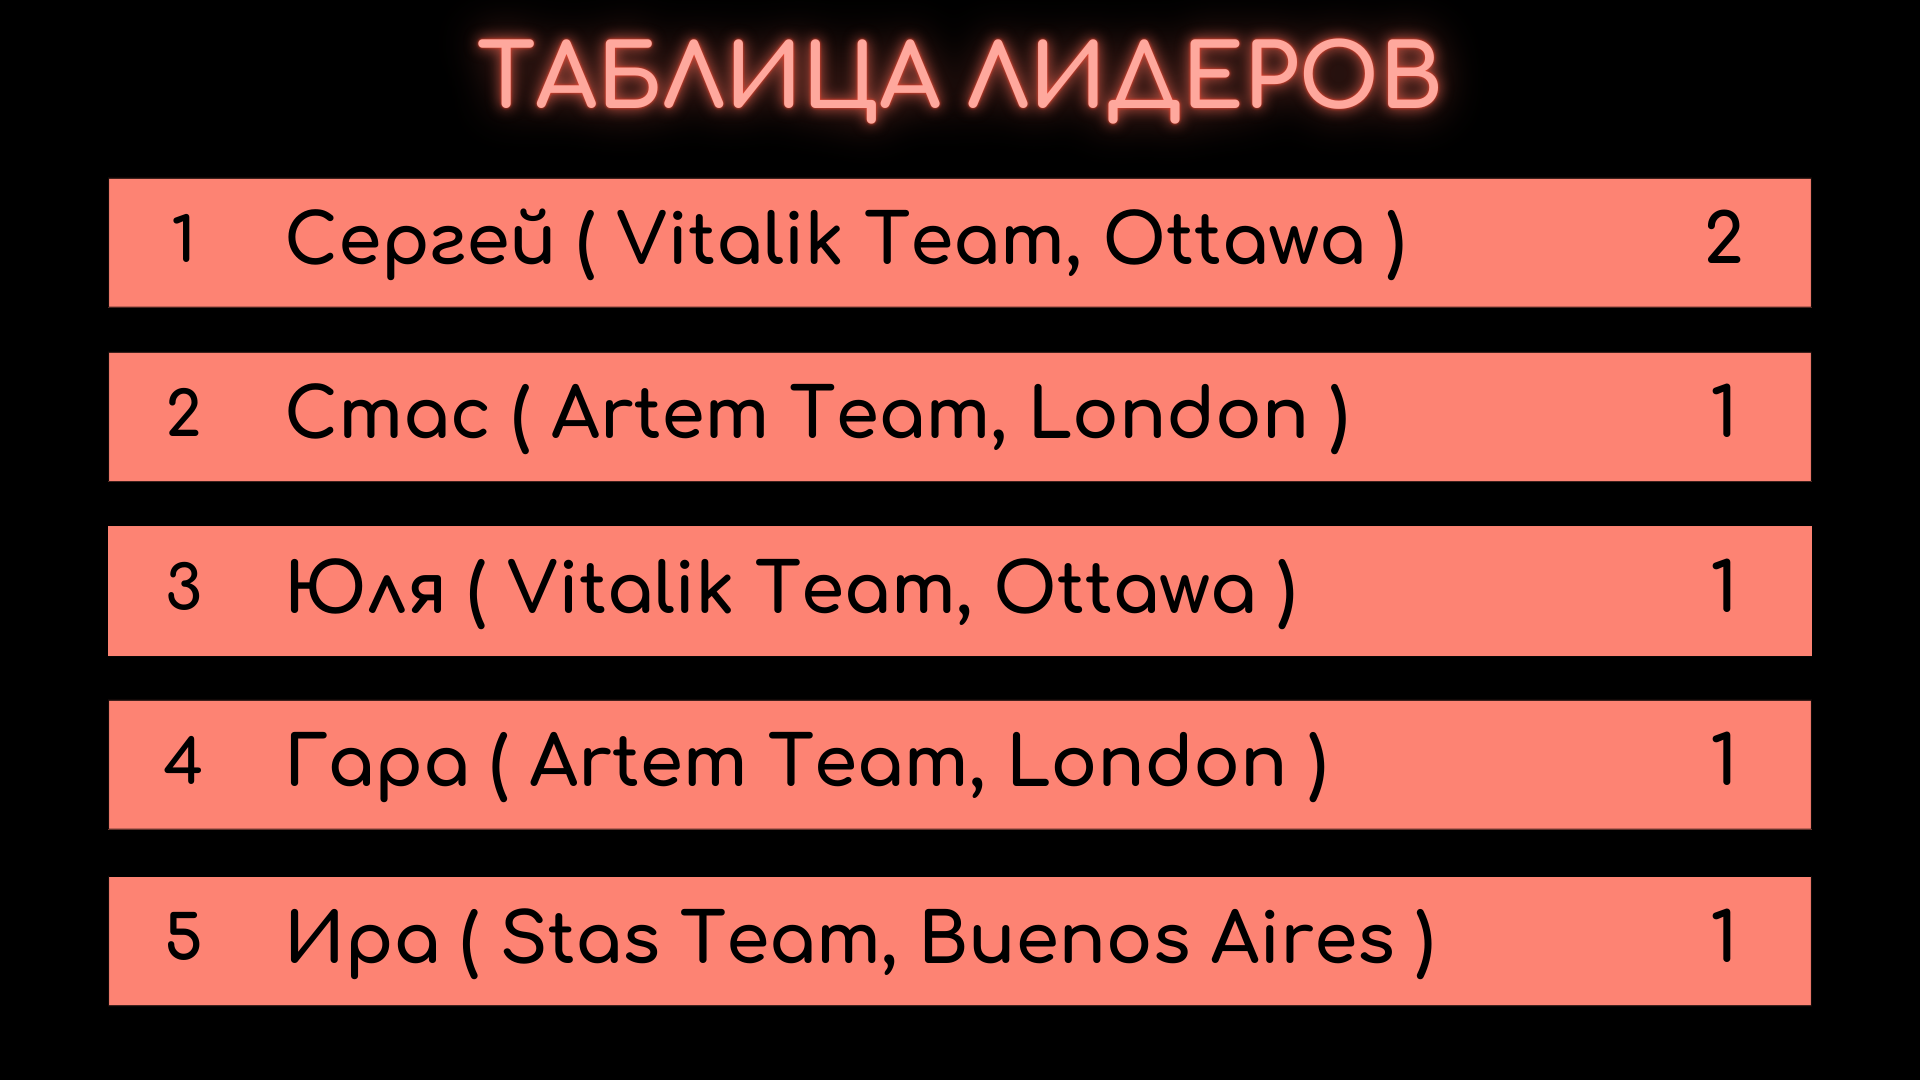 ТАБЛИЦА ЛИДЕРОВ
1 Сергей ( Vitalik Team, Ottawa ) 2
2 Стас ( Artem Team, London ) 1
3 Юля ( Vitalik Team, Ottawa ) 1
4 Гара ( Artem Team, London ) 1
5 Ира ( Stas Team, Buenos Aires ) 1